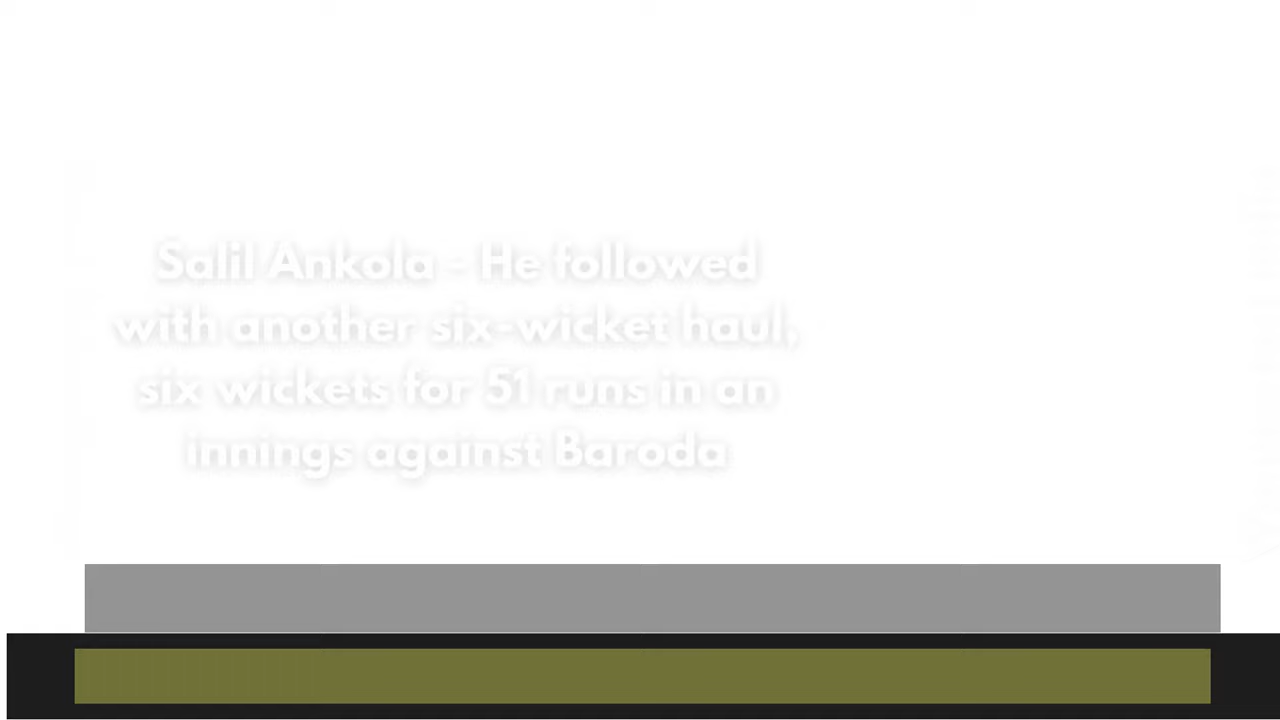 Salil Ankola - He followed
with another six-wicket haul,
six wickets for 51 runs in an
innings against Baroda